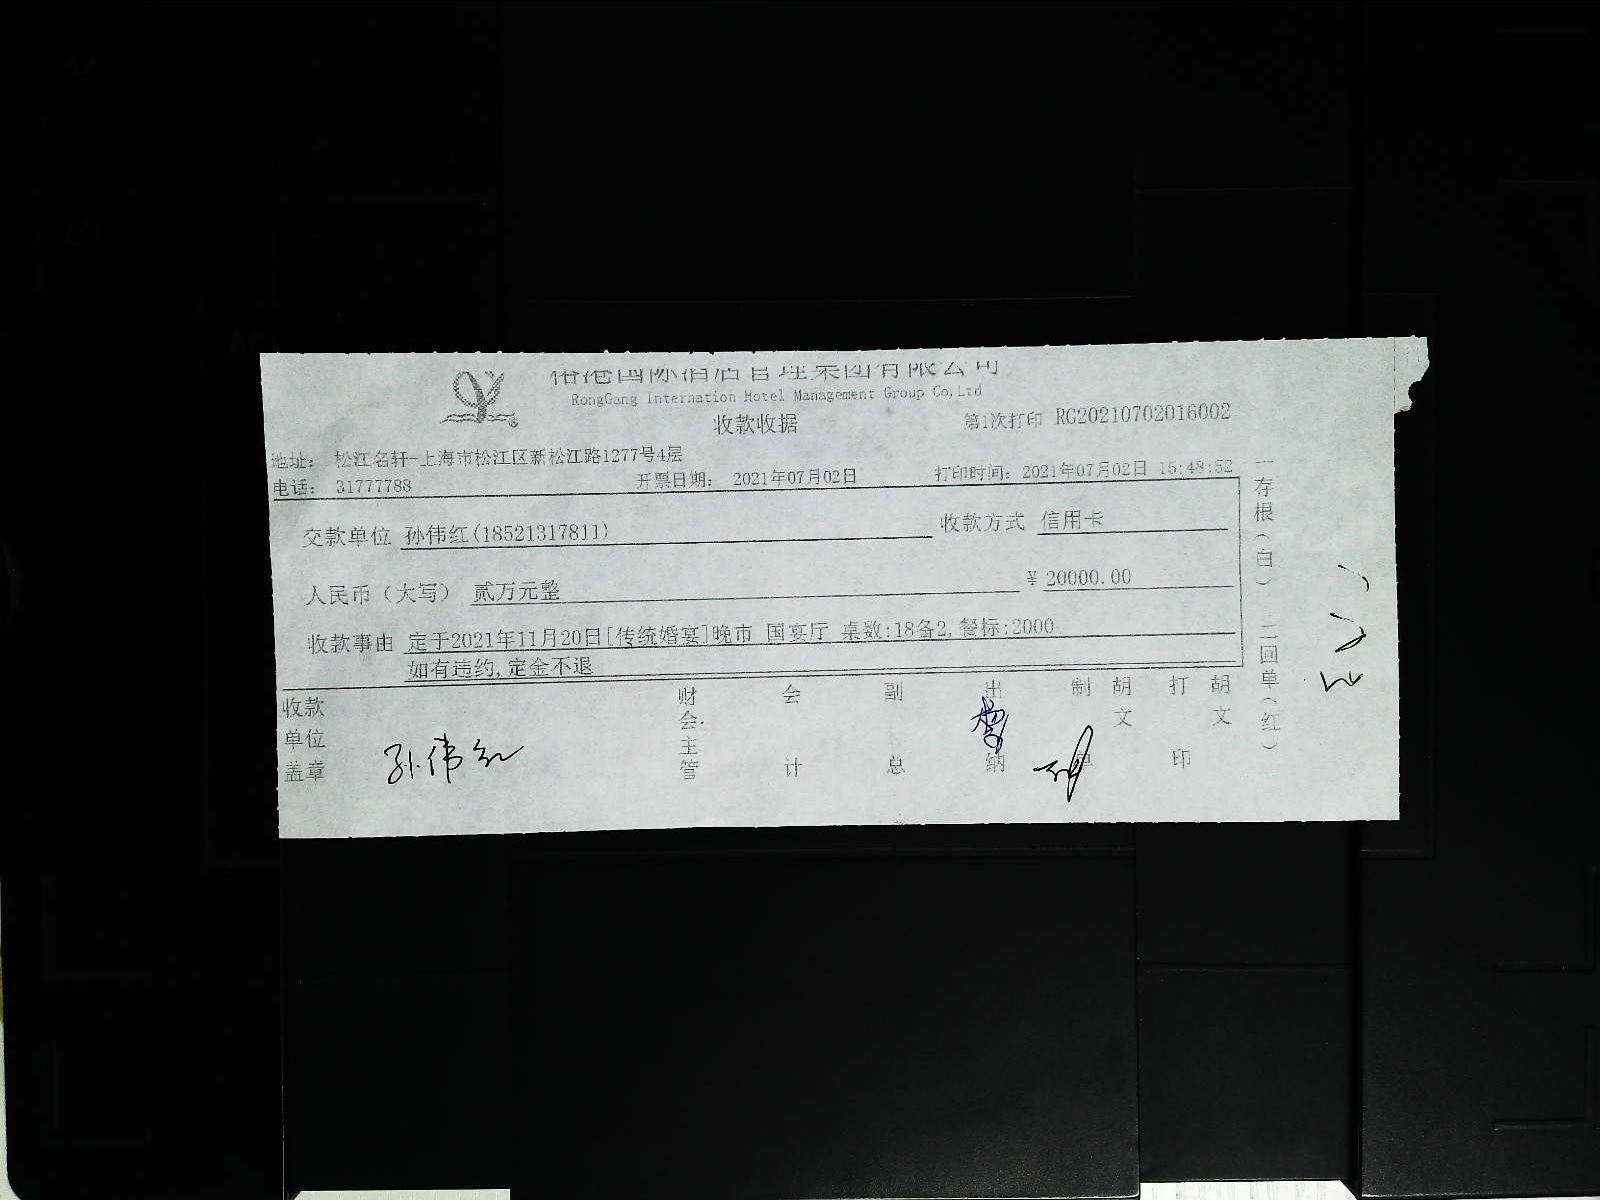 国际酒店管理集团有限公司
RongGang Internation Hotel Management Group Co,Ltd
收款收据
第1次打印 RG20210702016002
地址： 松江名轩-上海市松江区新松江路1277号4层
电话： 31777788 开票日期： 2021年07月02日 打印时间：2021年07月02日 15:48:52
交款单位 孙伟红(18521317811) 收款方式 信用卡
人民币（大写） 贰万元整 ￥20000.00
收款事由 定于2021年11月20日[传统婚宴]晚市 国宴厅 桌数:18备2,餐标:2000
如有违约,定金不退
收款单位盖章 孙伟红
财会主管
会计
副总
出纳
制单 胡文
打印 胡文
一存根（白） 二回单（红）